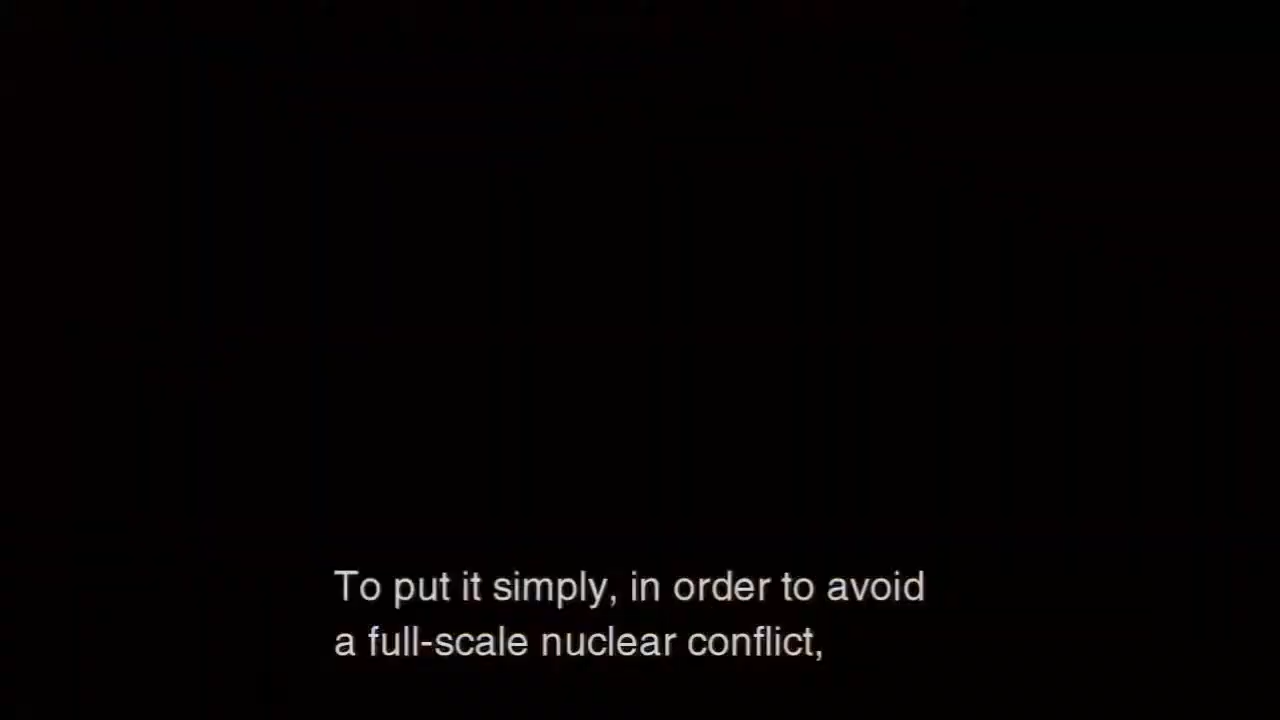 To put it simply, in order to avoid
a full-scale nuclear conflict,